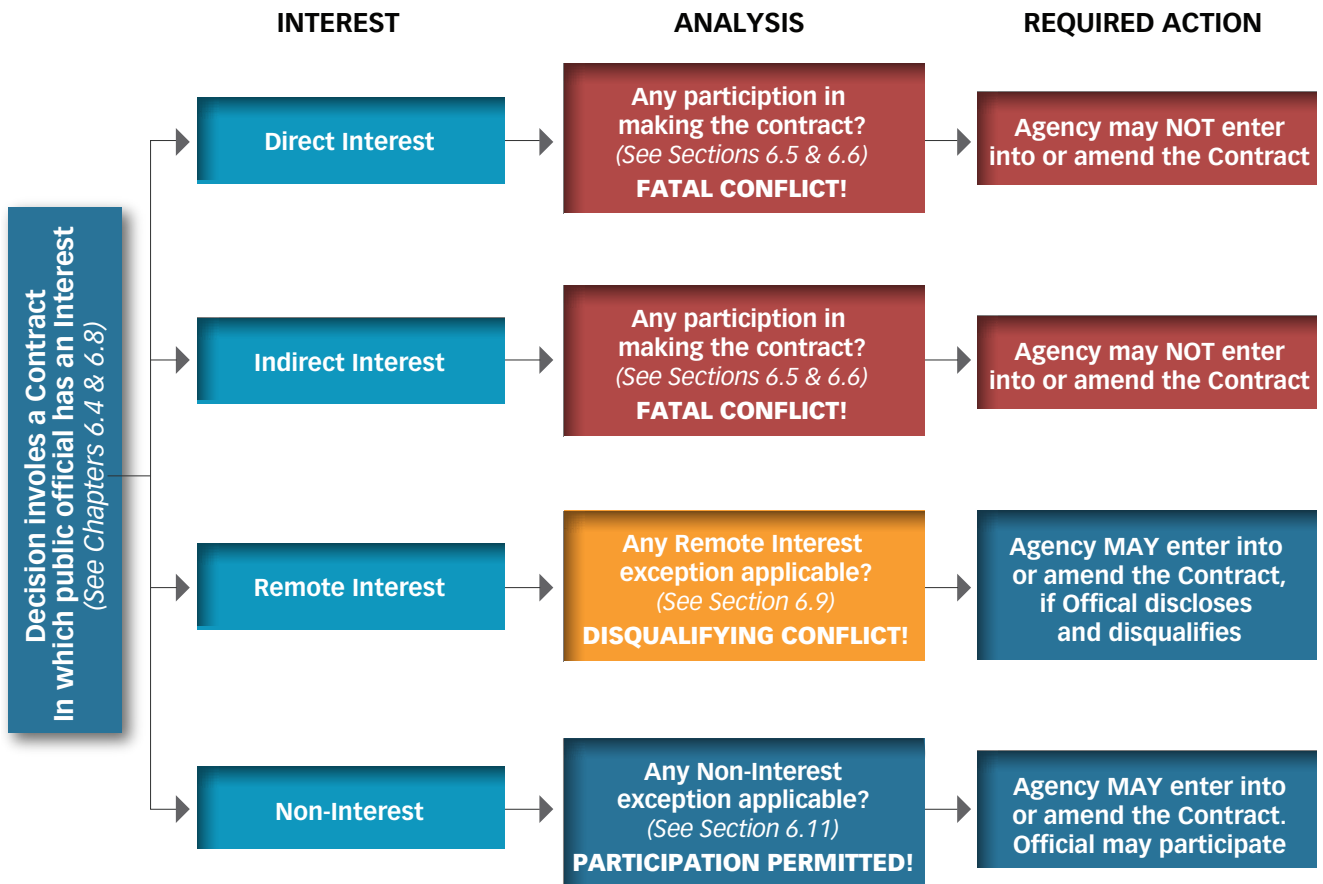 INTEREST
ANALYSIS
REQUIRED ACTION
Decision involes a Contract
In which public official has an Interest
(See Chapters 6.4 & 6.8)
Direct Interest
Any particiption in
making the contract?
(See Sections 6.5 & 6.6)
FATAL CONFLICT!
Agency may NOT enter
into or amend the Contract
Indirect Interest
Any particiption in
making the contract?
(See Sections 6.5 & 6.6)
FATAL CONFLICT!
Agency may NOT enter
into or amend the Contract
Remote Interest
Any Remote Interest
exception applicable?
(See Section 6.9)
DISQUALIFYING CONFLICT!
Agency MAY enter into
or amend the Contract,
if Offical discloses
and disqualifies
Non-Interest
Any Non-Interest
exception applicable?
(See Section 6.11)
PARTICIPATION PERMITTED!
Agency MAY enter into
or amend the Contract.
Official may participate